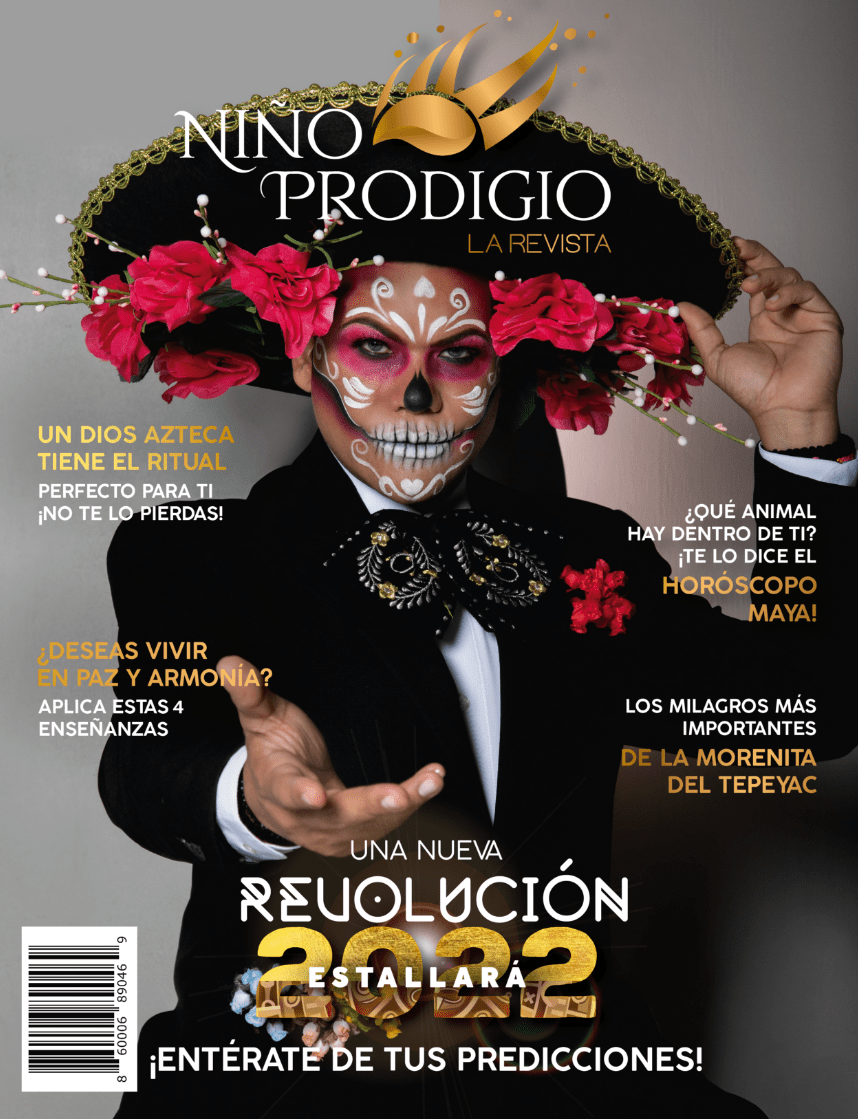 NIÑO
PRODIGIO
LA REVISTA
UN DIOS AZTECA
TIENE EL RITUAL
PERFECTO PARA TI
¡NO TE LO PIERDAS!
¿QUÉ ANIMAL
HAY DENTRO DE TI?
¡TE LO DICE EL
HORÓSCOPO
MAYA!
¿DESEAS VIVIR
EN PAZ Y ARMONÍA?
APLICA ESTAS 4
ENSEÑANZAS
LOS MILAGROS MÁS
IMPORTANTES
DE LA MORENITA
DEL TEPEYAC
UNA NUEVA
REVOLUCIÓN
2022
ESTALLARÁ
¡ENTÉRATE DE TUS PREDICCIONES!
8 60006 89046 9